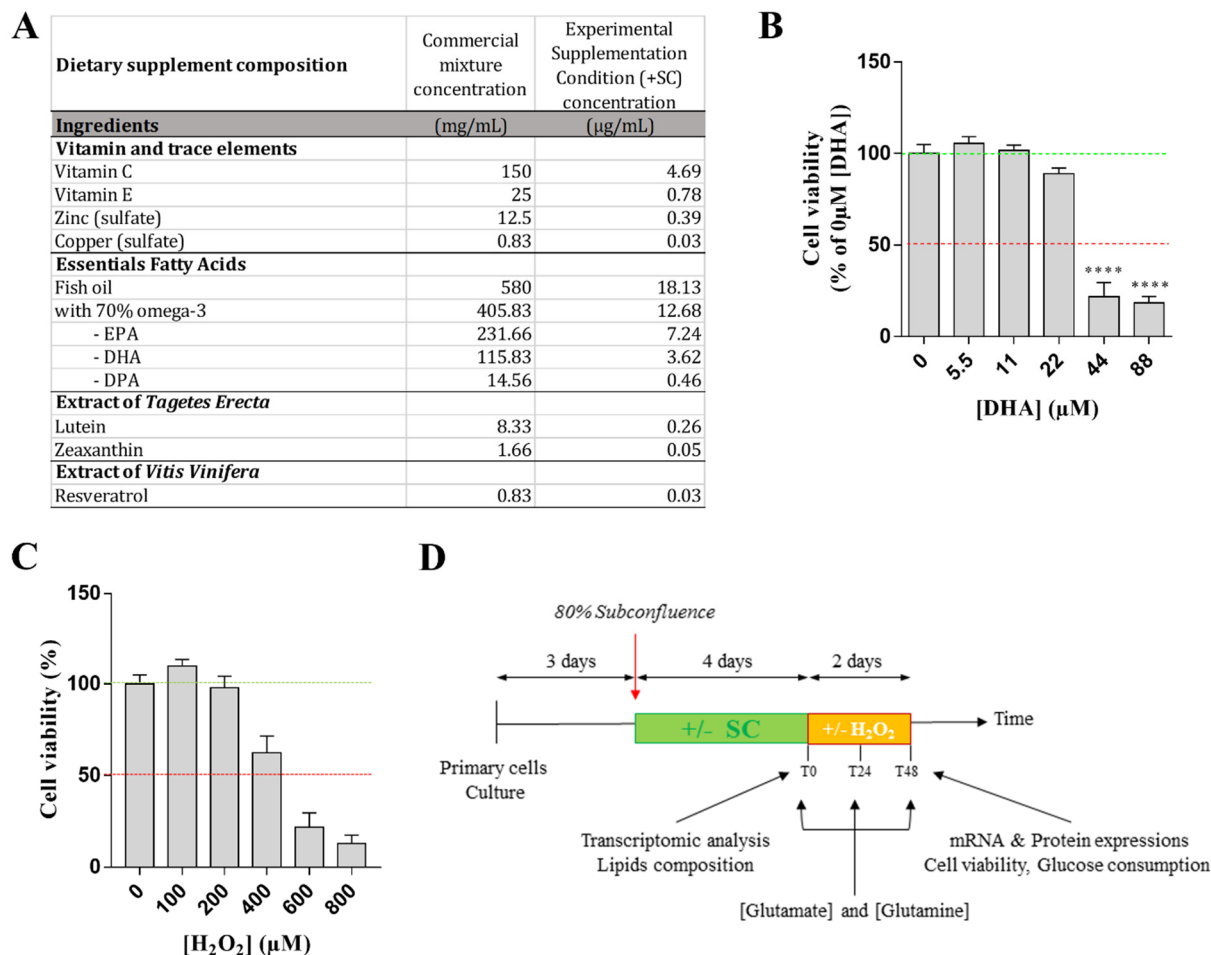 A
Dietary supplement composition
Commercial
mixture
concentration
Experimental
Supplementation
Condition (+SC)
concentration
Ingredients (mg/mL) (µg/mL)
Vitamin and trace elements
Vitamin C 150 4.69
Vitamin E 25 0.78
Zinc (sulfate) 12.5 0.39
Copper (sulfate) 0.83 0.03
Essentials Fatty Acids
Fish oil 580 18.13
with 70% omega-3 405.83 12.68
- EPA 231.66 7.24
- DHA 115.83 3.62
- DPA 14.56 0.46
Extract of Tagetes Erecta
Lutein 8.33 0.26
Zeaxanthin 1.66 0.05
Extract of Vitis Vinifera
Resveratrol 0.83 0.03
B
Cell viability
(% of 0µM [DHA])
150
100
50
0
**** ****
0 5.5 11 22 44 88
[DHA] (µM)
C
Cell viability (%)
150
100
50
0
0 100 200 400 600 800
[H₂O₂] (µM)
D
80% Subconfluence
3 days 4 days 2 days
+/- SC +/- H₂O₂ Time
Primary cells
Culture
T0 T24 T48
Transcriptomic analysis
Lipids composition
mRNA & Protein expressions
Cell viability, Glucose consumption
[Glutamate] and [Glutamine]